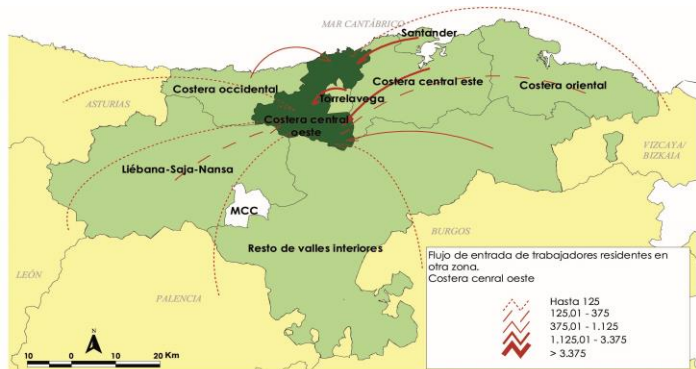 MAR CANTÁBRICO
Santander
Costera occidental
Costera central este
Costera oriental
ASTURIAS
Torrelavega
Costera central
oeste
VIZCAYA/
BIZKAIA
Liébana-Saja-Nansa
MCC
BURGOS
Resto de valles interiores
LEÓN
PALENCIA
Flujo de entrada de trabajadores residentes en
otra zona.
Costera cenral oeste
Hasta 125
125,01 - 375
375,01 - 1.125
1.125,01 - 3.375
> 3.375
N
10 0 10 20 Km